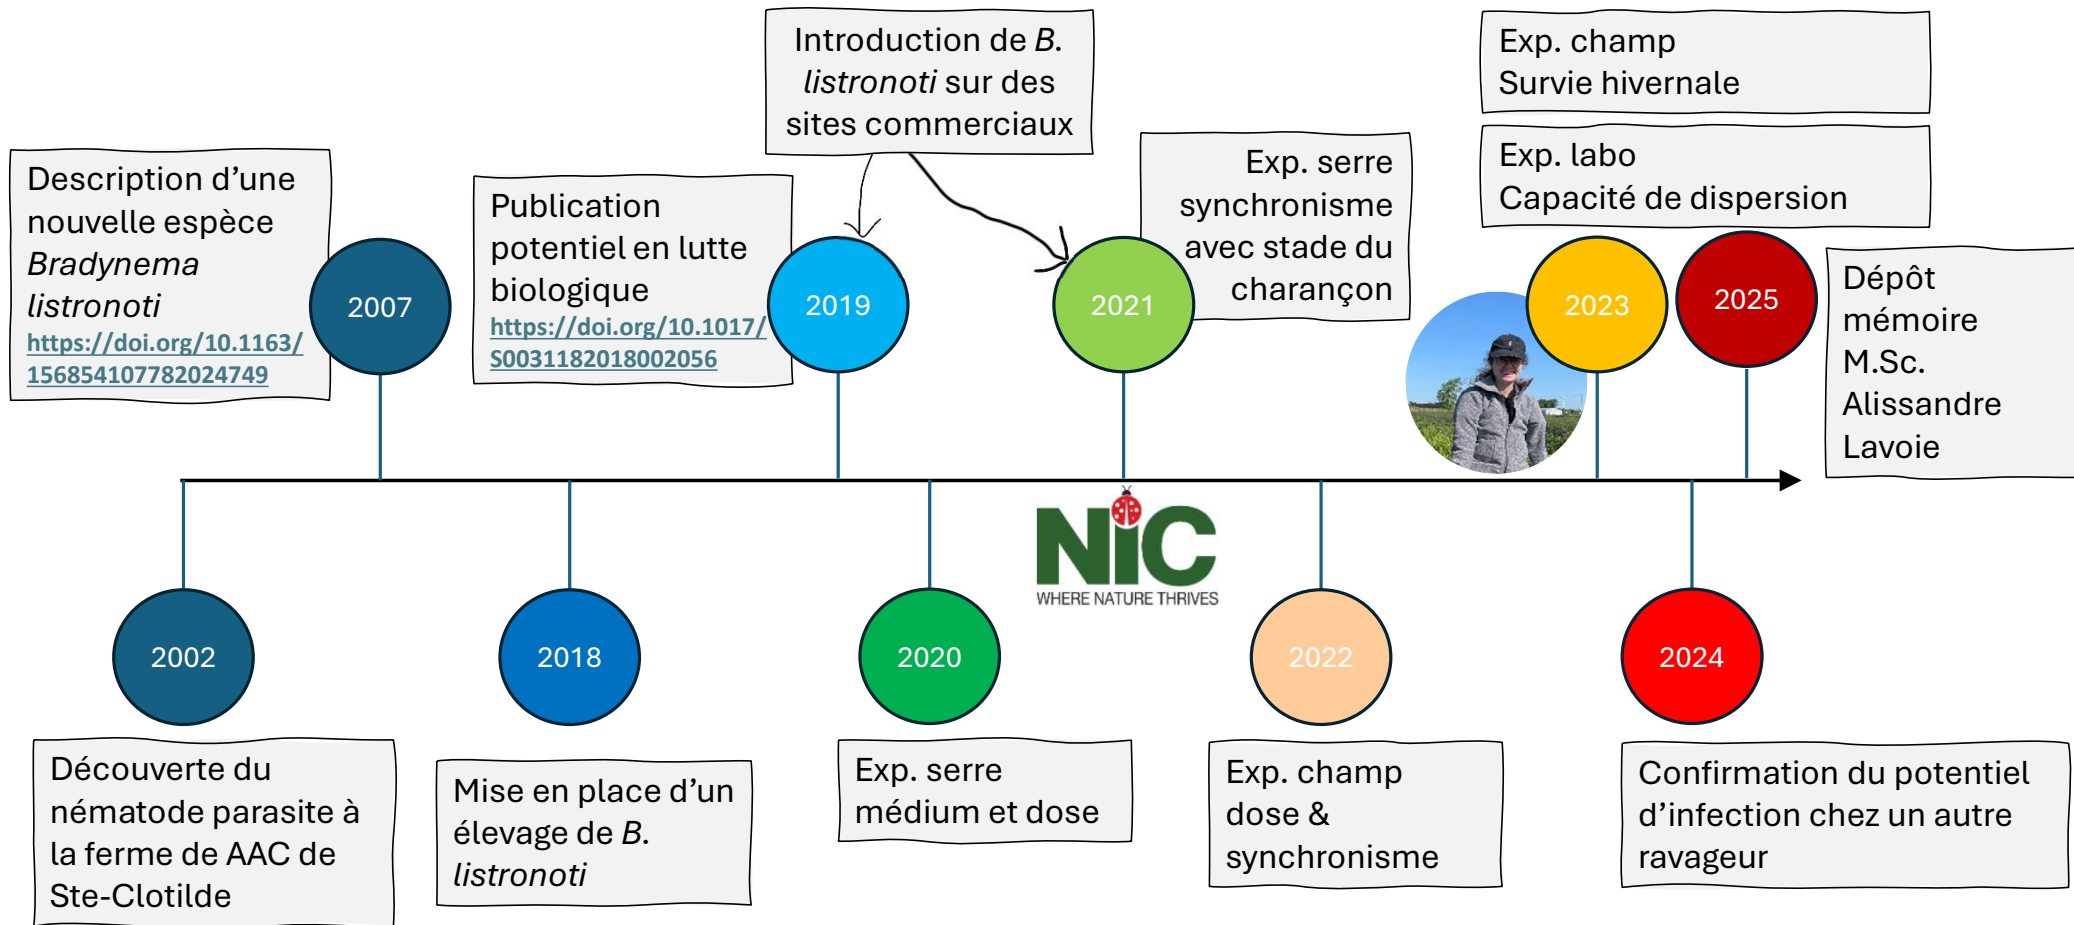 Introduction de B.
listronoti sur des
sites commerciaux
Exp. champ
Survie hivernale
Exp. labo
Capacité de dispersion
Description d’une
nouvelle espèce
Bradynema
listronoti
https://doi.org/10.1163/
156854107782024749
2007
Publication
potentiel en lutte
biologique
https://doi.org/10.1017/
S0031182018002056
2019
2021
Exp. serre
synchronisme
avec stade du
charançon
2023
2025
Dépôt
mémoire
M.Sc.
Alissandre
Lavoie
NiC
WHERE NATURE THRIVES
2002
2018
2020
2022
2024
Découverte du
nématode parasite à
la ferme de AAC de
Ste-Clotilde
Mise en place d’un
élevage de B.
listronoti
Exp. serre
médium et dose
Exp. champ
dose &
synchronisme
Confirmation du potentiel
d’infection chez un autre
ravageur